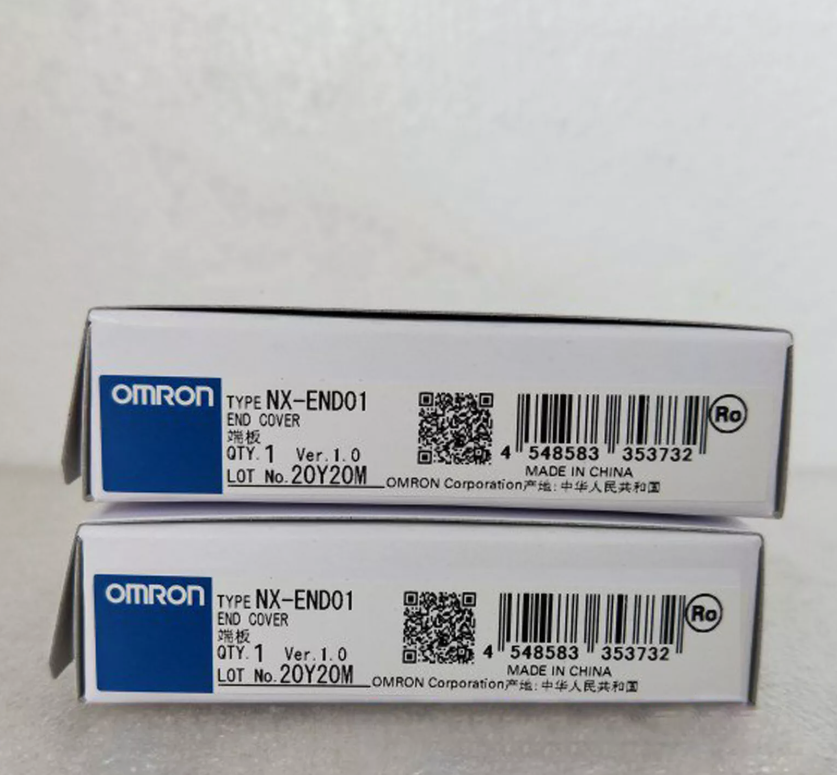 OMRON
TYPE NX-END01
END COVER
端板
QTY. 1 Ver.1.0
LOT No. 20Y20M
4 548583 353732
Ro
MADE IN CHINA
OMRON Corporation产地:中华人民共和国
OMRON
TYPE NX-END01
END COVER
端板
QTY. 1 Ver.1.0
LOT No. 20Y20M
4 548583 353732
Ro
MADE IN CHINA
OMRON Corporation产地:中华人民共和国